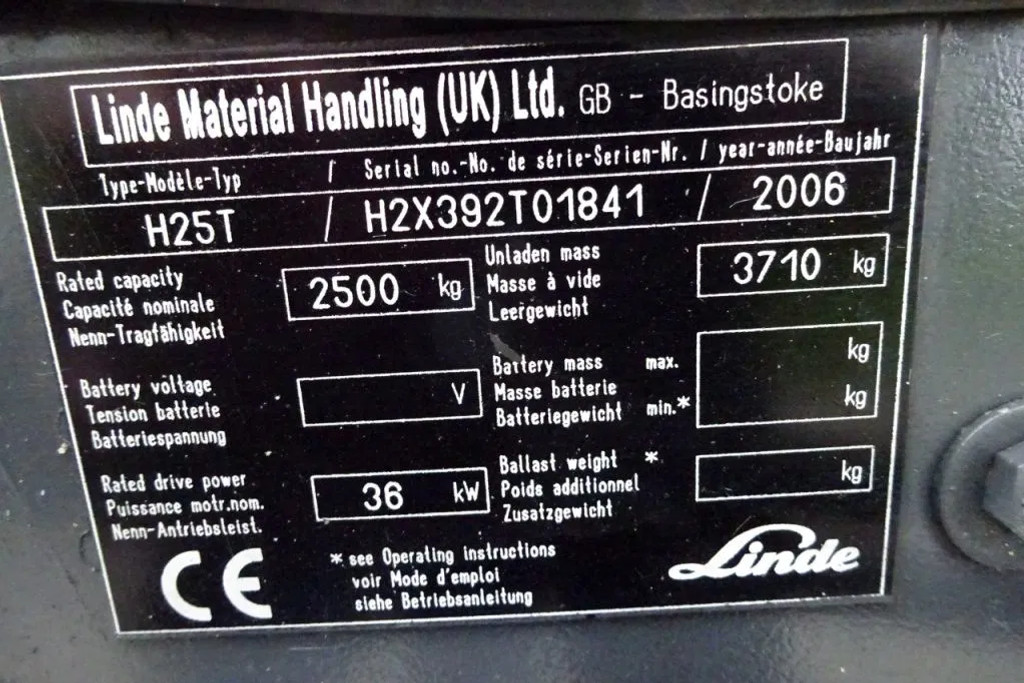 Linde Material Handling (UK) Ltd. GB - Basingstoke
Type-Modèle-Typ / Serial no.-No. de série-Serien-Nr. / year-année-Baujahr
H25T / H2X392T01841 / 2006
Rated capacity
Capacité nominale
Nenn-Tragfähigkeit
2500 kg
Unladen mass
Masse à vide
Leergewicht
3710 kg
Battery voltage
Tension batterie
Batteriespannung
V
Battery mass max.
Masse batterie
Batteriegewicht min.*
kg
kg
Rated drive power
Puissance motr.nom.
Nenn-Antriebsleist.
36 kW
Ballast weight *
Poids additionnel
Zusatzgewicht
kg
CE
* see Operating instructions
voir Mode d'emploi
siehe Betriebsanleitung
Linde